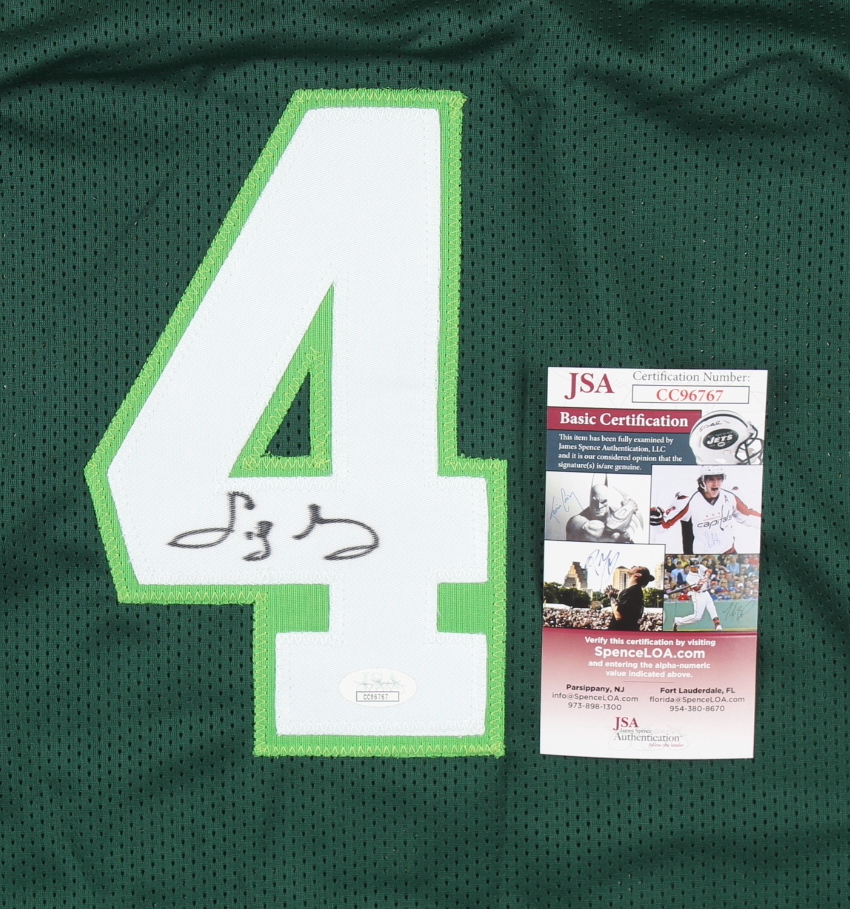 4
CC96767
JSA
Certification Number:
CC96767
Basic Certification
This item has been fully examined by
James Spence Authentication, LLC
and it is our considered opinion that the
signature(s) is/are genuine.
JETS
capitals
Verify this certification by visiting
SpenceLOA.com
and entering the alpha-numeric
value indicated above.
Parsippany, NJ
info@SpenceLOA.com
973-898-1300
Fort Lauderdale, FL
florida@SpenceLOA.com
954-380-8670
JSA
James Spence
Authentication